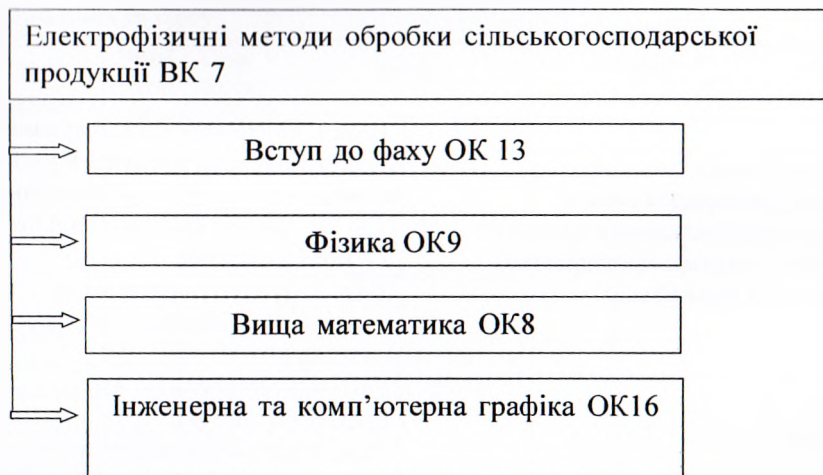 Електрофізичні методи обробки сільськогосподарської
продукції ВК 7
Вступ до фаху ОК 13
Фізика ОК9
Вища математика ОК8
Інженерна та комп’ютерна графіка ОК16